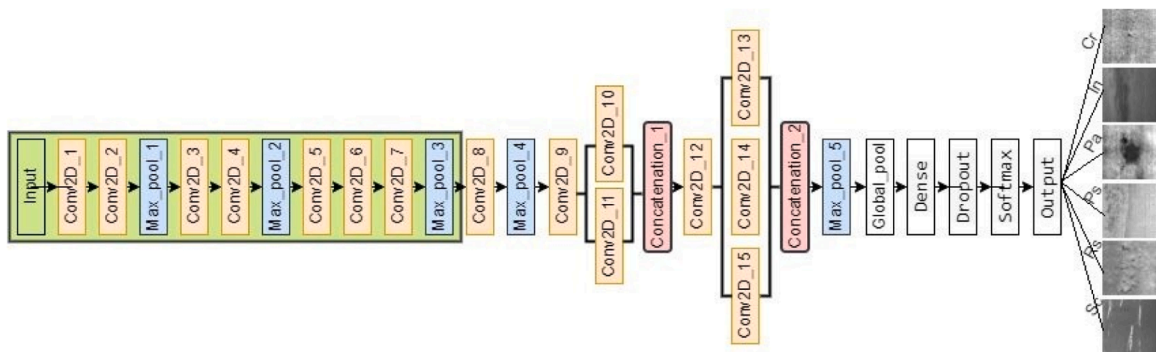 Input
Conv2D_1
Conv2D_2
Max_pool_1
Conv2D_3
Conv2D_4
Max_pool_2
Conv2D_5
Conv2D_6
Conv2D_7
Max_pool_3
Conv2D_8
Max_pool_4
Conv2D_9
Conv2D_10
Conv2D_11
Concatenation_1
Conv2D_12
Conv2D_13
Conv2D_14
Conv2D_15
Concatenation_2
Max_pool_5
Global_pool
Dense
Dropout
Softmax
Output
Cr
In
Pa
Ps
Rs
Sc